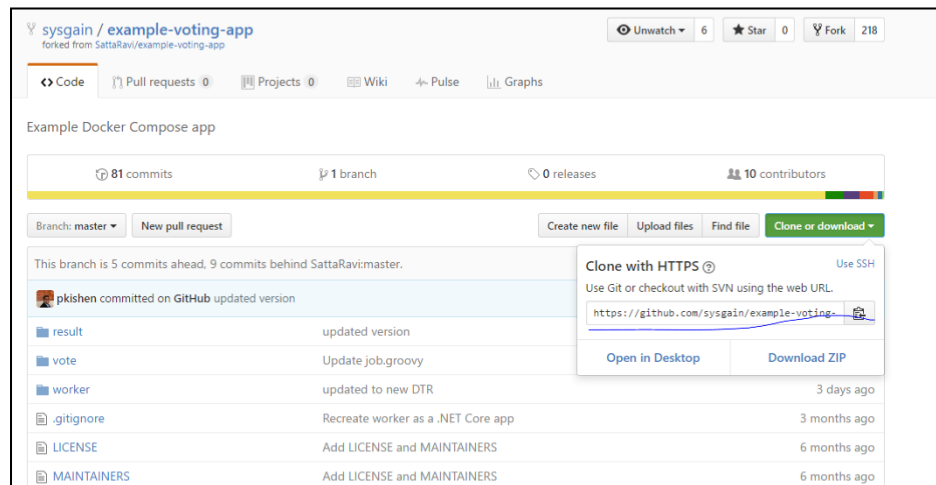 sysgain / example-voting-app
forked from SattaRavi/example-voting-app
Unwatch 6 Star 0 Fork 218
Code Pull requests 0 Projects 0 Wiki Pulse Graphs
Example Docker Compose app
81 commits 1 branch 0 releases 10 contributors
Branch: master New pull request Create new file Upload files Find file Clone or download
This branch is 5 commits ahead, 9 commits behind SattaRavi:master.
Clone with HTTPS ? Use SSH
Use Git or checkout with SVN using the web URL.
https://github.com/sysgain/example-voting-
Open in Desktop Download ZIP
pkishen committed on GitHub updated version
result updated version
vote Update job.groovy
worker updated to new DTR 3 days ago
.gitignore Recreate worker as a .NET Core app 3 months ago
LICENSE Add LICENSE and MAINTAINERS 6 months ago
MAINTAINERS Add LICENSE and MAINTAINERS 6 months ago